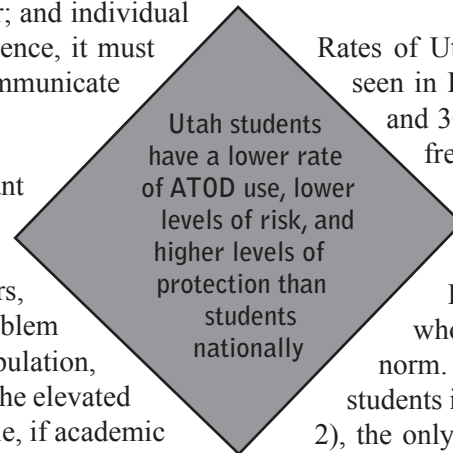 ; and individual
ence, it must
mmunicate
nt
rs,
blem
pulation,
he elevated
e, if academic
Utah students
have a lower rate
of ATOD use, lower
levels of risk, and
higher levels of
protection than
students
nationally
Rates of Ut
seen in
and 3
fre
who
norm.
students i
2), the only